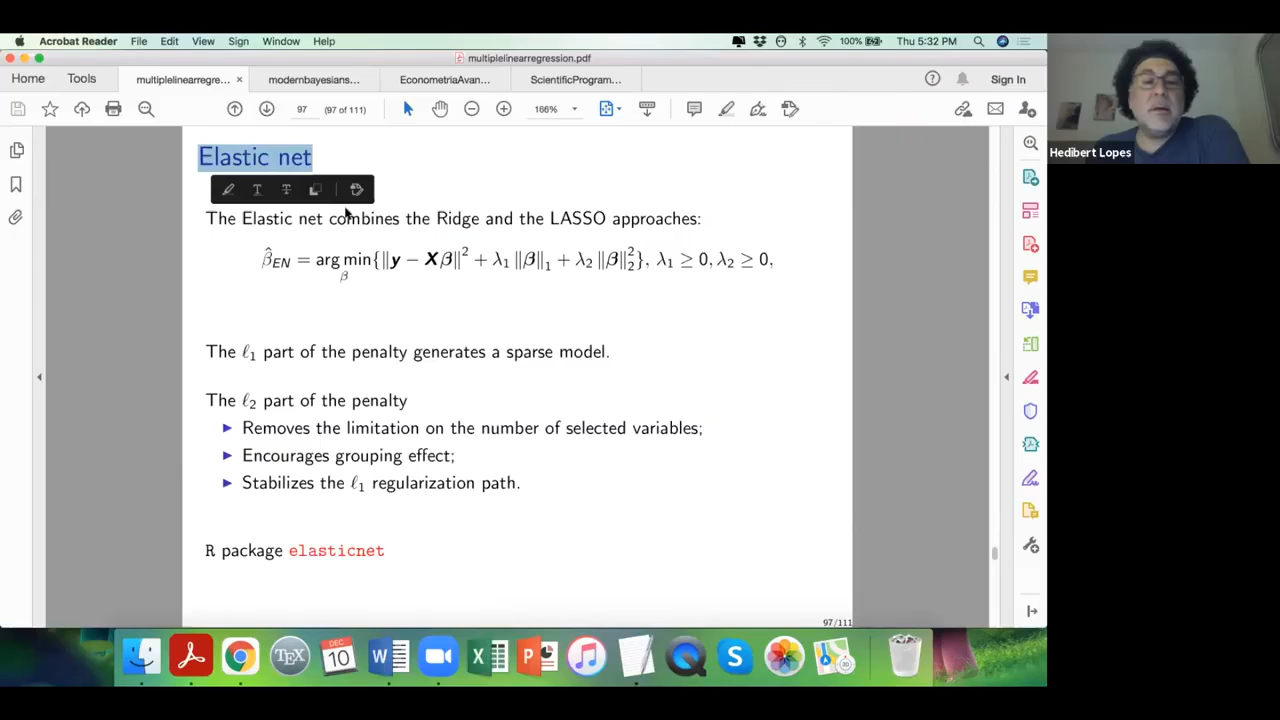 Acrobat Reader File Edit View Sign Window Help 100% Thu 5:32 PM
multiplelinearregression.pdf
Home Tools multiplelinearregre... × modernbayesians... EconometriaAvan... ScientificProgram... Sign In
97 (97 of 111) 166%
Hedibert Lopes
Elastic net
The Elastic net combines the Ridge and the LASSO approaches:
β̂_EN = arg min_β {‖y − Xβ‖² + λ₁ ‖β‖₁ + λ₂ ‖β‖₂²}, λ₁ ≥ 0, λ₂ ≥ 0,
The ℓ₁ part of the penalty generates a sparse model.
The ℓ₂ part of the penalty
▶ Removes the limitation on the number of selected variables;
▶ Encourages grouping effect;
▶ Stabilizes the ℓ₁ regularization path.
R package elasticnet
97/111
TEX DEC 10 W X P S